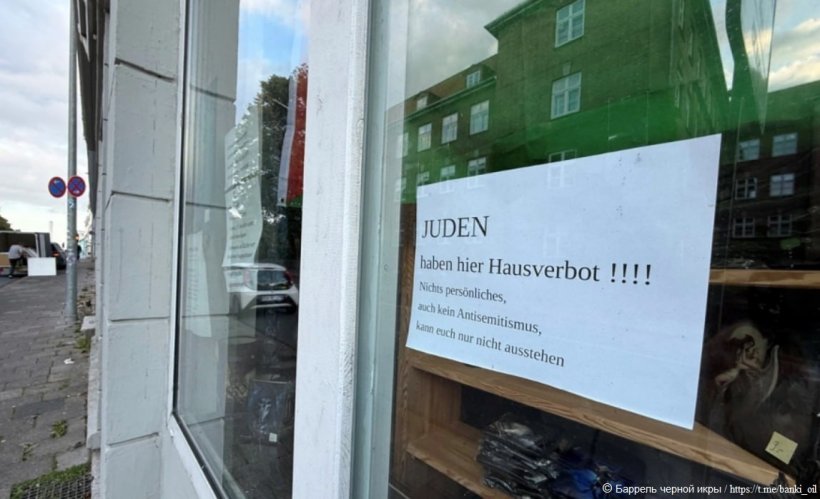 JUDEN
haben hier Hausverbot !!!!
Nichts persönliches,
auch kein Antisemitismus,
kann euch nur nicht ausstehen
© Баррель черной икры / https://t.me/banki_oil